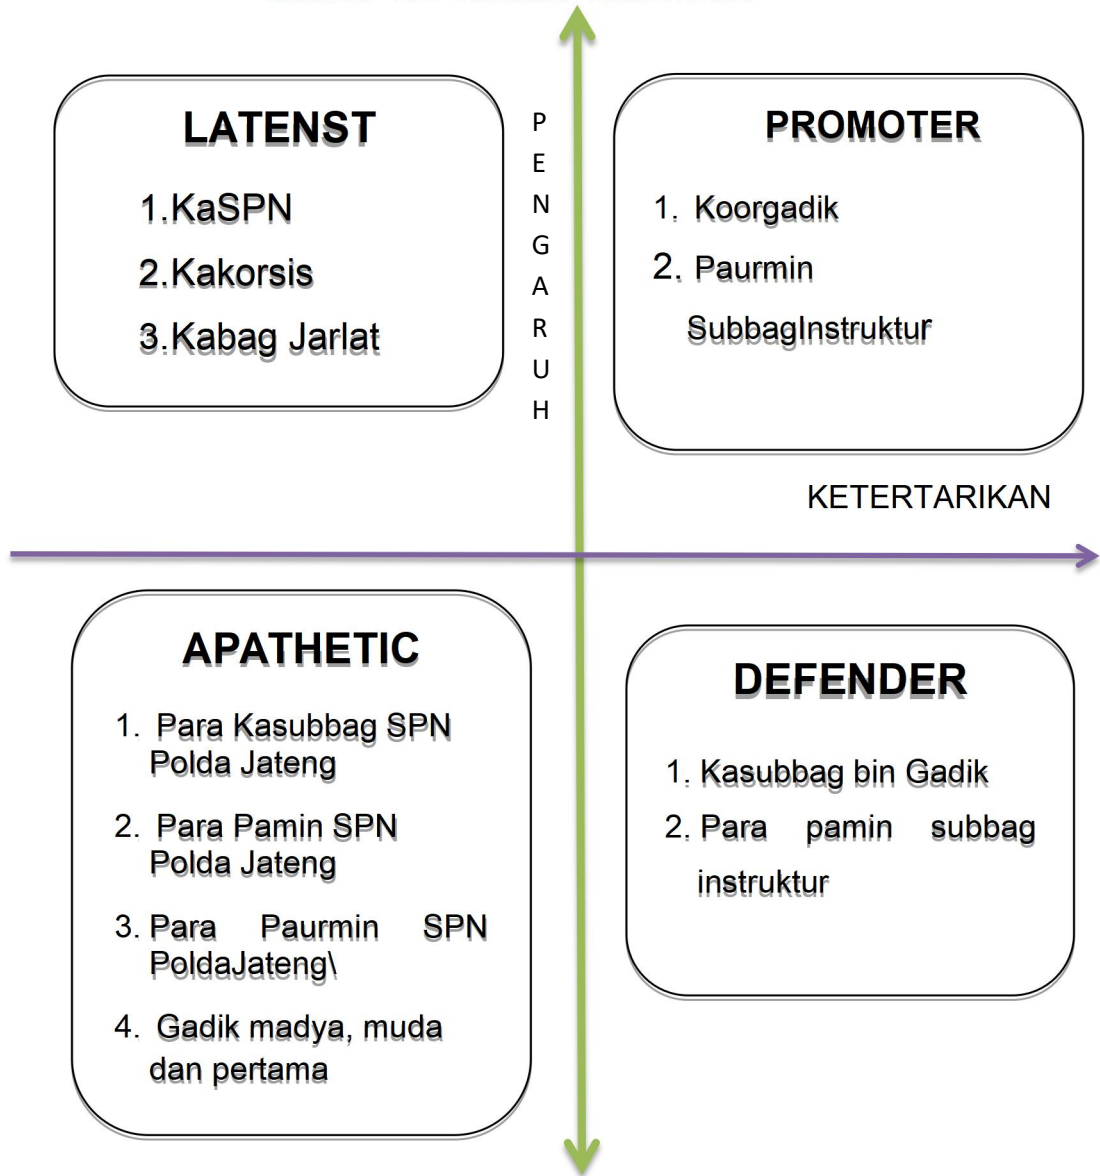 LATENST
1.KaSPN
2.Kakorsis
3.Kabag Jarlat
P
E
N
G
A
R
U
H
PROMOTER
1. Koorgadik
2. Paurmin
SubbagInstruktur
KETERTARIKAN
APATHETIC
1. Para Kasubbag SPN
Polda Jateng
2. Para Pamin SPN
Polda Jateng
3. Para Paurmin SPN
PoldaJateng\
4. Gadik madya, muda
dan pertama
DEFENDER
1. Kasubbag bin Gadik
2. Para pamin subbag
instruktur